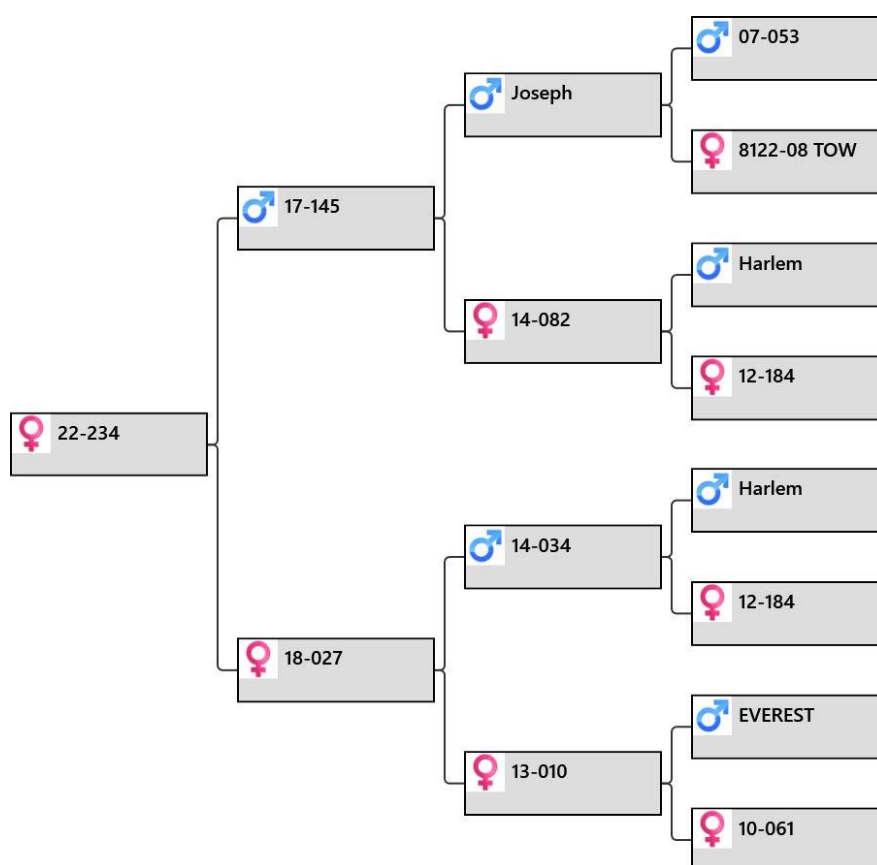 07-053
Joseph
8122-08 TOW
17-145
Harlem
14-082
12-184
22-234
Harlem
14-034
12-184
18-027
EVEREST
13-010
10-061